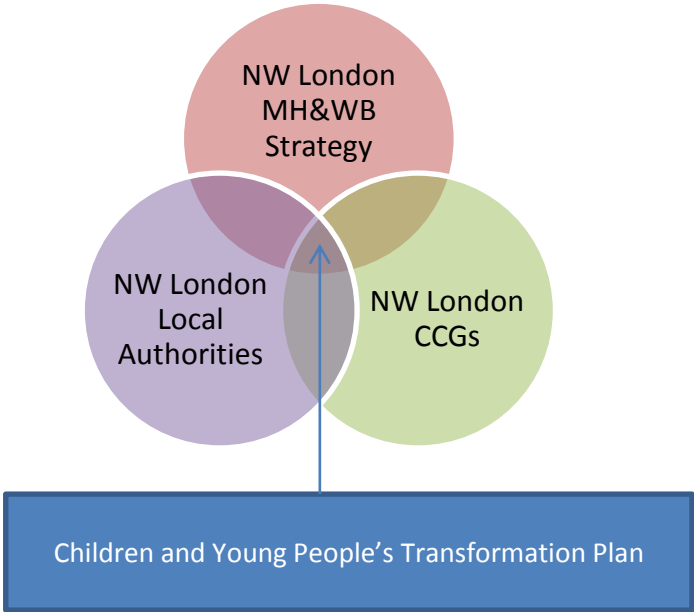 NW London
MH&WB
Strategy
NW London
Local
Authorities
NW London
CCGs
Children and Young People’s Transformation Plan